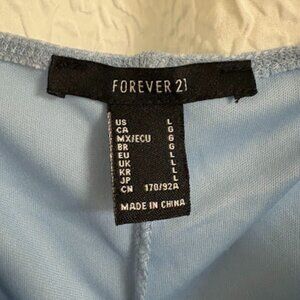 FOREVER 21
US L
CA G
MX/ECU G
BR G
EU L
UK L
KR L
JP L
CN 170/92A
MADE IN CHINA